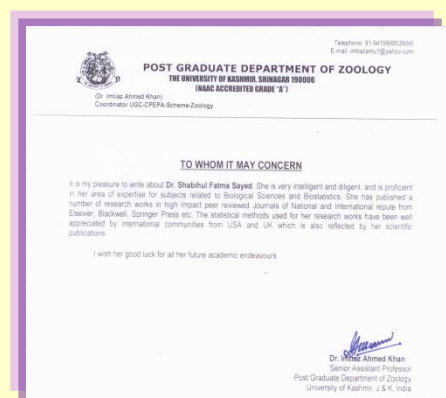 Telephone: 91-9419968539(M)
E-mail: imtiazamu1@yahoo.com
POST GRADUATE DEPARTMENT OF ZOOLOGY
THE UNIVERSITY OF KASHMIR, SRINAGAR 190006
(NAAC ACCREDITED GRADE "A")
(Dr. Imtiaz Ahmed Khan)
Coordinator UGC-CPEPA-Scheme-Zoology
TO WHOM IT MAY CONCERN
It is my pleasure to write about Dr. Shabihul Fatma Sayed. She is very intelligent and diligent, and is proficient
in her area of expertise for subjects related to Biological Sciences and Biostatistics. She has published a
number of research works in high impact peer reviewed Journals of National and International repute from
Elsevier, Blackwell, Springer Press etc. The statistical methods used for her research works have been well
appreciated by international communities from USA and UK which is also reflected by her scientific
publications.
I wish her good luck for all her future academic endeavours.
Dr. Imtiaz Ahmed Khan
Senior Assistant Professor
Post Graduate Department of Zoology
University of Kashmir, J & K, India